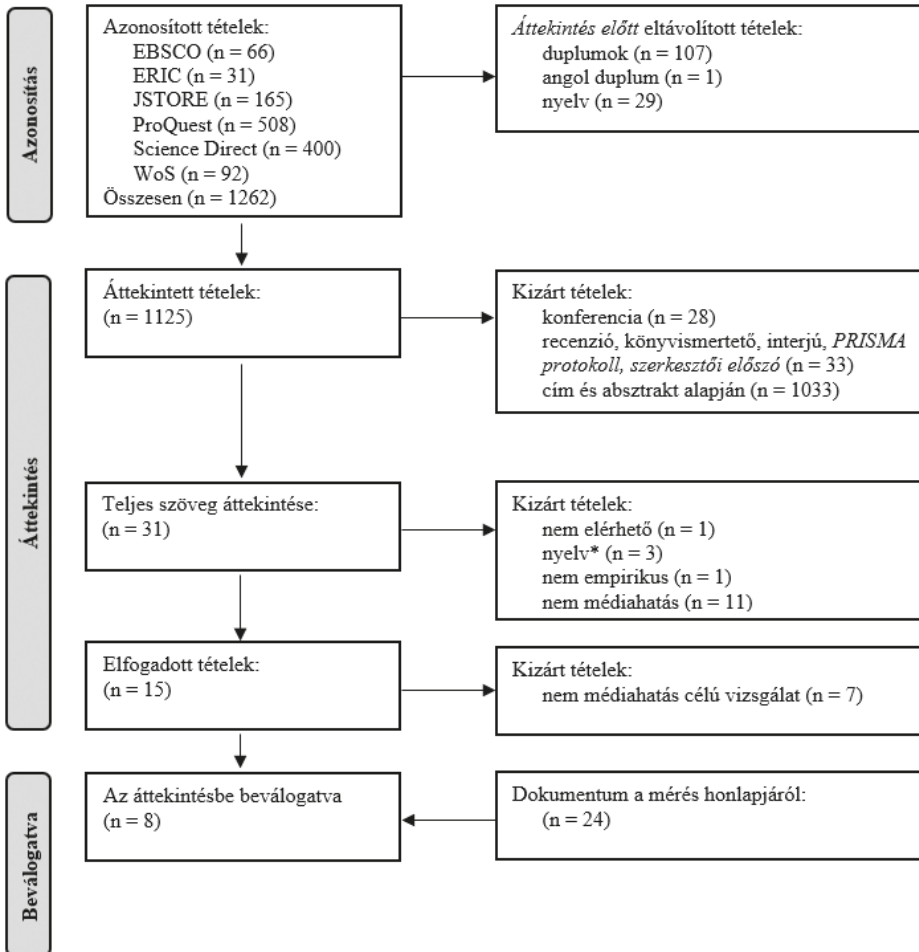 Azonosítás
Azonosított tételek:
EBSCO (n = 66)
ERIC (n = 31)
JSTORE (n = 165)
ProQuest (n = 508)
Science Direct (n = 400)
WoS (n = 92)
Összesen (n = 1262)
Áttekintés előtt eltávolított tételek:
duplumok (n = 107)
angol duplum (n = 1)
nyelv (n = 29)
Áttekintés
Áttekintett tételek:
(n = 1125)
Kizárt tételek:
konferencia (n = 28)
recenzió, könyvismertető, interjú, PRISMA
protokoll, szerkesztői előszó (n = 33)
cím és absztrakt alapján (n = 1033)
Teljes szöveg áttekintése:
(n = 31)
Kizárt tételek:
nem elérhető (n = 1)
nyelv* (n = 3)
nem empirikus (n = 1)
nem médiahatás (n = 11)
Elfogadott tételek:
(n = 15)
Kizárt tételek:
nem médiahatás célú vizsgálat (n = 7)
Beválogatva
Az áttekintésbe beválogatva
(n = 8)
Dokumentum a mérés honlapjáról:
(n = 24)